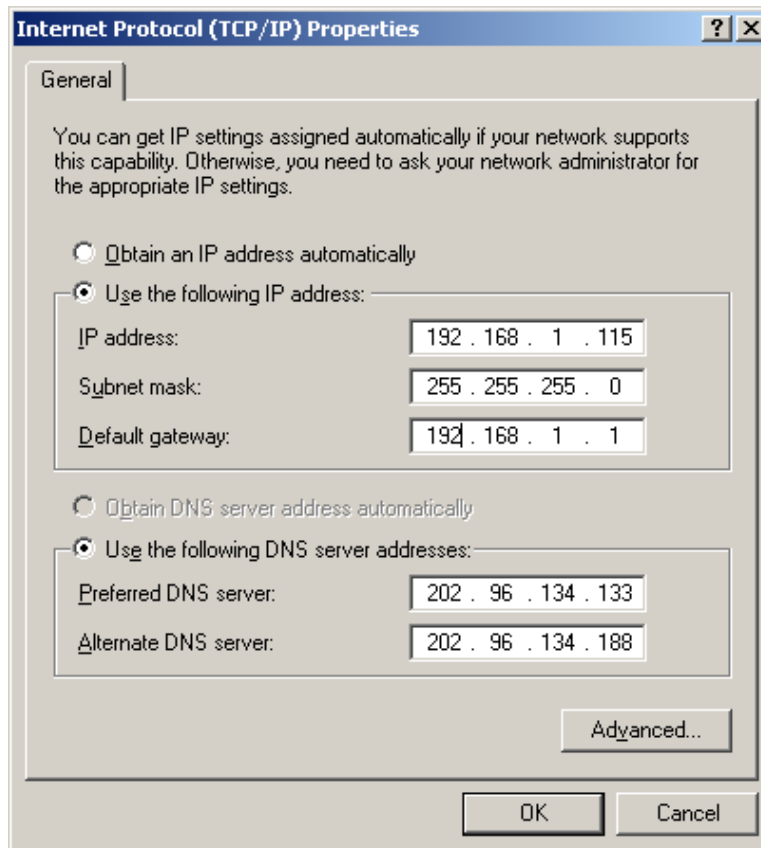 Internet Protocol (TCP/IP) Properties
General
You can get IP settings assigned automatically if your network supports
this capability. Otherwise, you need to ask your network administrator for
the appropriate IP settings.
Obtain an IP address automatically
Use the following IP address:
IP address: 192 . 168 . 1 . 115
Subnet mask: 255 . 255 . 255 . 0
Default gateway: 192 . 168 . 1 . 1
Obtain DNS server address automatically
Use the following DNS server addresses:
Preferred DNS server: 202 . 96 . 134 . 133
Alternate DNS server: 202 . 96 . 134 . 188
Advanced...
OK Cancel